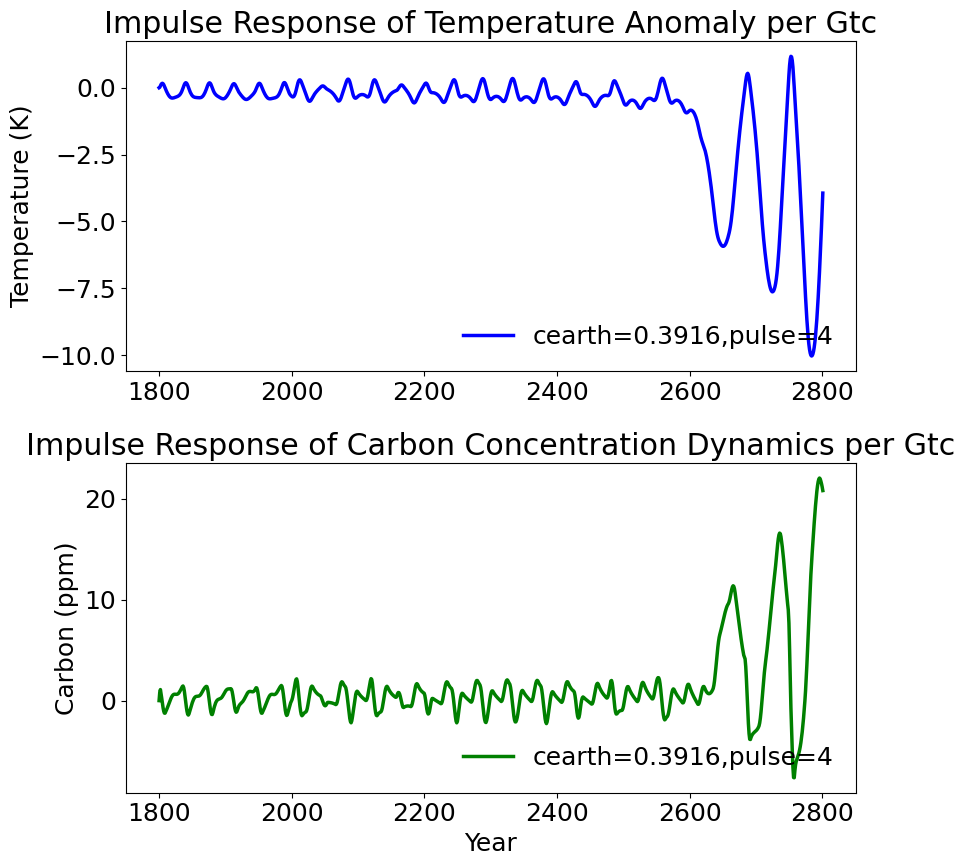 Impulse Response of Temperature Anomaly per Gtc
Temperature (K)
0.0
−2.5
−5.0
−7.5
−10.0
cearth=0.3916,pulse=4
1800 2000 2200 2400 2600 2800
Impulse Response of Carbon Concentration Dynamics per Gtc
Carbon (ppm)
20
10
0
cearth=0.3916,pulse=4
1800 2000 2200 2400 2600 2800
Year